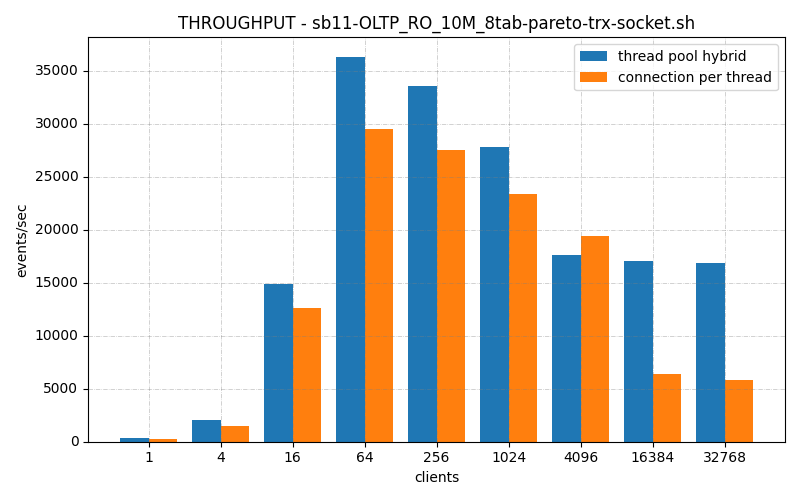 THROUGHPUT - sb11-OLTP_RO_10M_8tab-pareto-trx-socket.sh
thread pool hybrid
connection per thread
events/sec
35000
30000
25000
20000
15000
10000
5000
0
1 4 16 64 256 1024 4096 16384 32768
clients